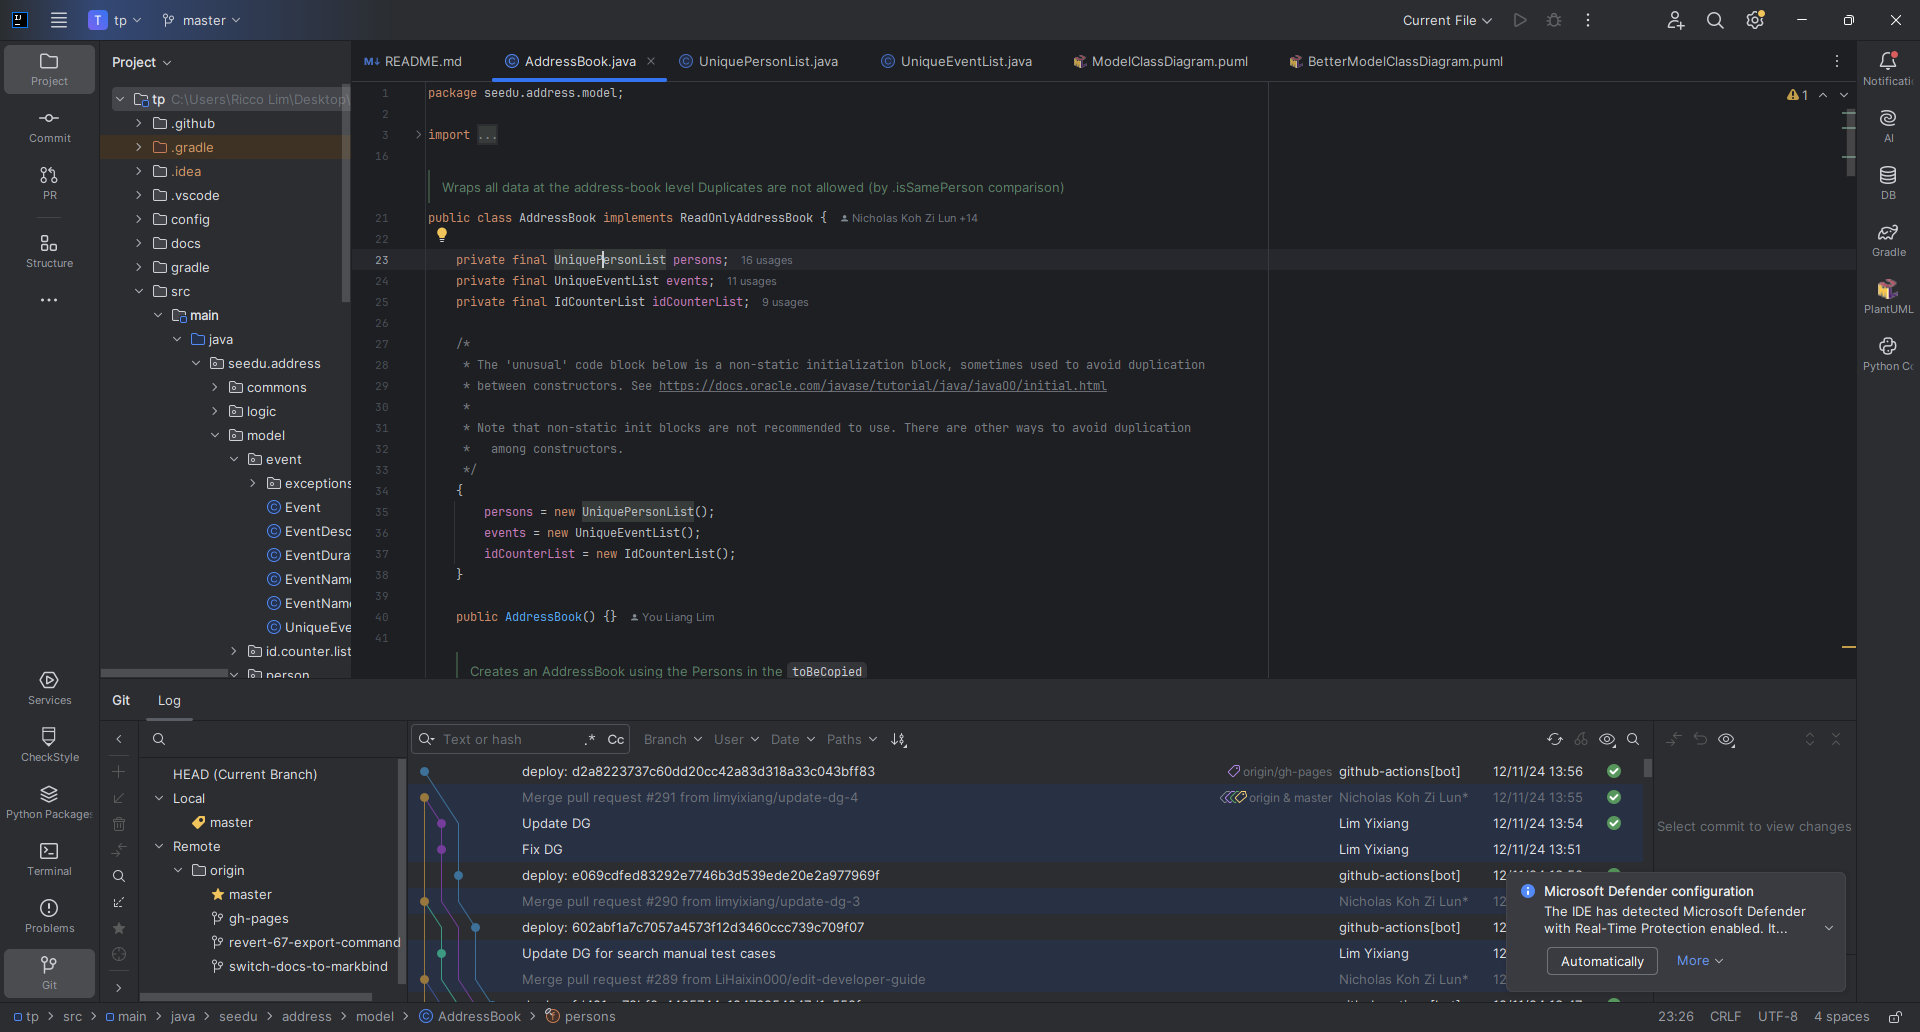 T tp master Current File
Project
Commit
PR
Structure
Services
CheckStyle
Python Package
Terminal
Problems
Git
Project
tp C:\Users\Ricco Lim\Desktop\
.github
.gradle
.idea
.vscode
config
docs
gradle
src
main
java
seedu.address
commons
logic
model
event
exceptions
Event
EventDesc
EventDura
EventName
EventName
UniqueEve
id.counter.list
person
README.md AddressBook.java UniquePersonList.java UniqueEventList.java ModelClassDiagram.puml BetterModelClassDiagram.puml
1 package seedu.address.model;
2
3 import ...
16
Wraps all data at the address-book level Duplicates are not allowed (by .isSamePerson comparison)
21 public class AddressBook implements ReadOnlyAddressBook { Nicholas Koh Zi Lun +14
22
23 private final UniquePersonList persons; 16 usages
24 private final UniqueEventList events; 11 usages
25 private final IdCounterList idCounterList; 9 usages
26
27 /*
28 * The 'unusual' code block below is a non-static initialization block, sometimes used to avoid duplication
29 * between constructors. See https://docs.oracle.com/javase/tutorial/java/javaOO/initial.html
30 *
31 * Note that non-static init blocks are not recommended to use. There are other ways to avoid duplication
32 *   among constructors.
33 */
34 {
35 persons = new UniquePersonList();
36 events = new UniqueEventList();
37 idCounterList = new IdCounterList();
38 }
39
40 public AddressBook() {} You Liang Lim
41
Creates an AddressBook using the Persons in the toBeCopied
1
Notificati
AI
DB
Gradle
PlantUML
Python Co
Git Log
HEAD (Current Branch)
Local
master
Remote
origin
master
gh-pages
revert-67-export-command
switch-docs-to-markbind
Text or hash .* Cc Branch User Date Paths
deploy: d2a8223737c60dd20cc42a83d318a33c043bff83 origin/gh-pages github-actions[bot] 12/11/24 13:56
Merge pull request #291 from limyixiang/update-dg-4 origin & master Nicholas Koh Zi Lun* 12/11/24 13:55
Update DG Lim Yixiang 12/11/24 13:54
Fix DG Lim Yixiang 12/11/24 13:51
deploy: e069cdfed83292e7746b3d539ede20e2a977969f github-actions[bot]
Merge pull request #290 from limyixiang/update-dg-3 Nicholas Koh Zi Lun* 12
deploy: 602abf1a7c7057a4573f12d3460ccc739c709f07 github-actions[bot] 12
Update DG for search manual test cases Lim Yixiang 12
Merge pull request #289 from LiHaixin000/edit-developer-guide Nicholas Koh Zi Lun* 12
Select commit to view changes
Microsoft Defender configuration
The IDE has detected Microsoft Defender
with Real-Time Protection enabled. It...
Automatically More
tp src main java seedu address model AddressBook persons 23:26 CRLF UTF-8 4 spaces